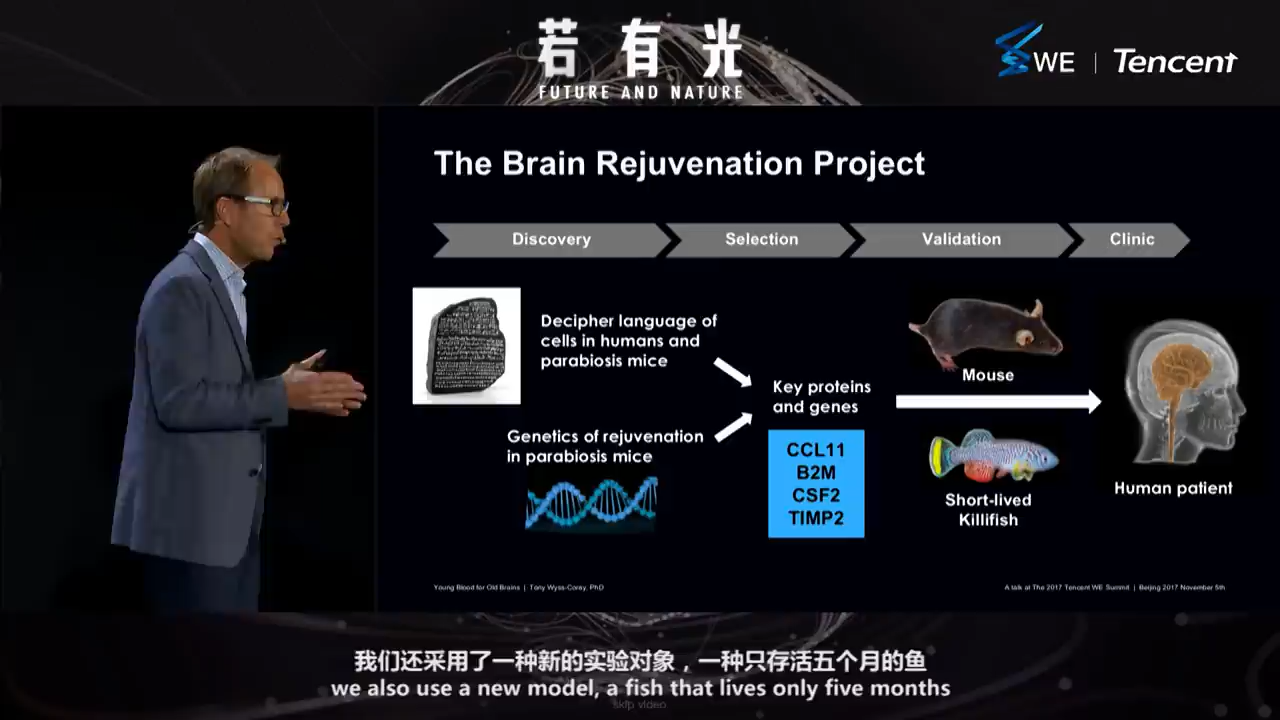 若有光
FUTURE AND NATURE
WE | Tencent
The Brain Rejuvenation Project
Discovery
Selection
Validation
Clinic
Decipher language of
cells in humans and
parabiosis mice
Genetics of rejuvenation
in parabiosis mice
Key proteins
and genes
CCL11
B2M
CSF2
TIMP2
Mouse
Short-lived
Killifish
Human patient
Young Blood for Old Brains | Tony Wyss-Coray, PhD
A talk at The 2017 Tencent WE Summit | Beijing 2017 November 5th
我们还采用了一种新的实验对象，一种只存活五个月的鱼
we also use a new model, a fish that lives only five months
skip video